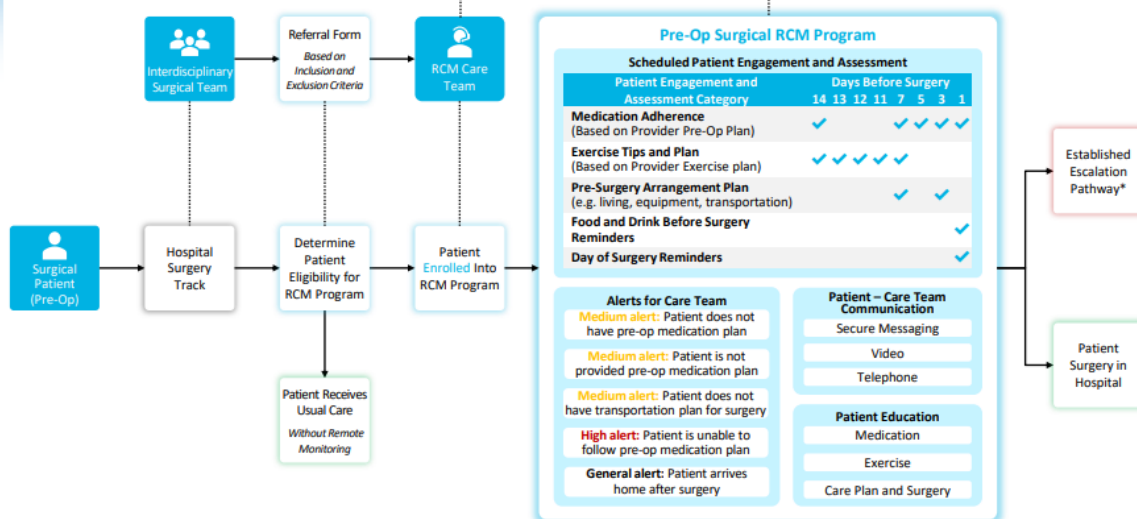 Interdisciplinary
Surgical Team
Referral Form
Based on
Inclusion and
Exclusion Criteria
RCM Care
Team
Surgical
Patient
(Pre-Op)
Hospital
Surgery
Track
Determine
Patient
Eligibility for
RCM Program
Patient
Enrolled Into
RCM Program
Patient Receives
Usual Care
Without Remote
Monitoring
Pre-Op Surgical RCM Program
Scheduled Patient Engagement and Assessment
Patient Engagement and
Assessment Category
Days Before Surgery
14 13 12 11 7 5 3 1
Medication Adherence
(Based on Provider Pre-Op Plan)
Exercise Tips and Plan
(Based on Provider Exercise plan)
Pre-Surgery Arrangement Plan
(e.g. living, equipment, transportation)
Food and Drink Before Surgery
Reminders
Day of Surgery Reminders
Alerts for Care Team
Medium alert: Patient does not
have pre-op medication plan
Medium alert: Patient is not
provided pre-op medication plan
Medium alert: Patient does not
have transportation plan for surgery
High alert: Patient is unable to
follow pre-op medication plan
General alert: Patient arrives
home after surgery
Patient – Care Team
Communication
Secure Messaging
Video
Telephone
Patient Education
Medication
Exercise
Care Plan and Surgery
Established
Escalation
Pathway*
Patient
Surgery in
Hospital